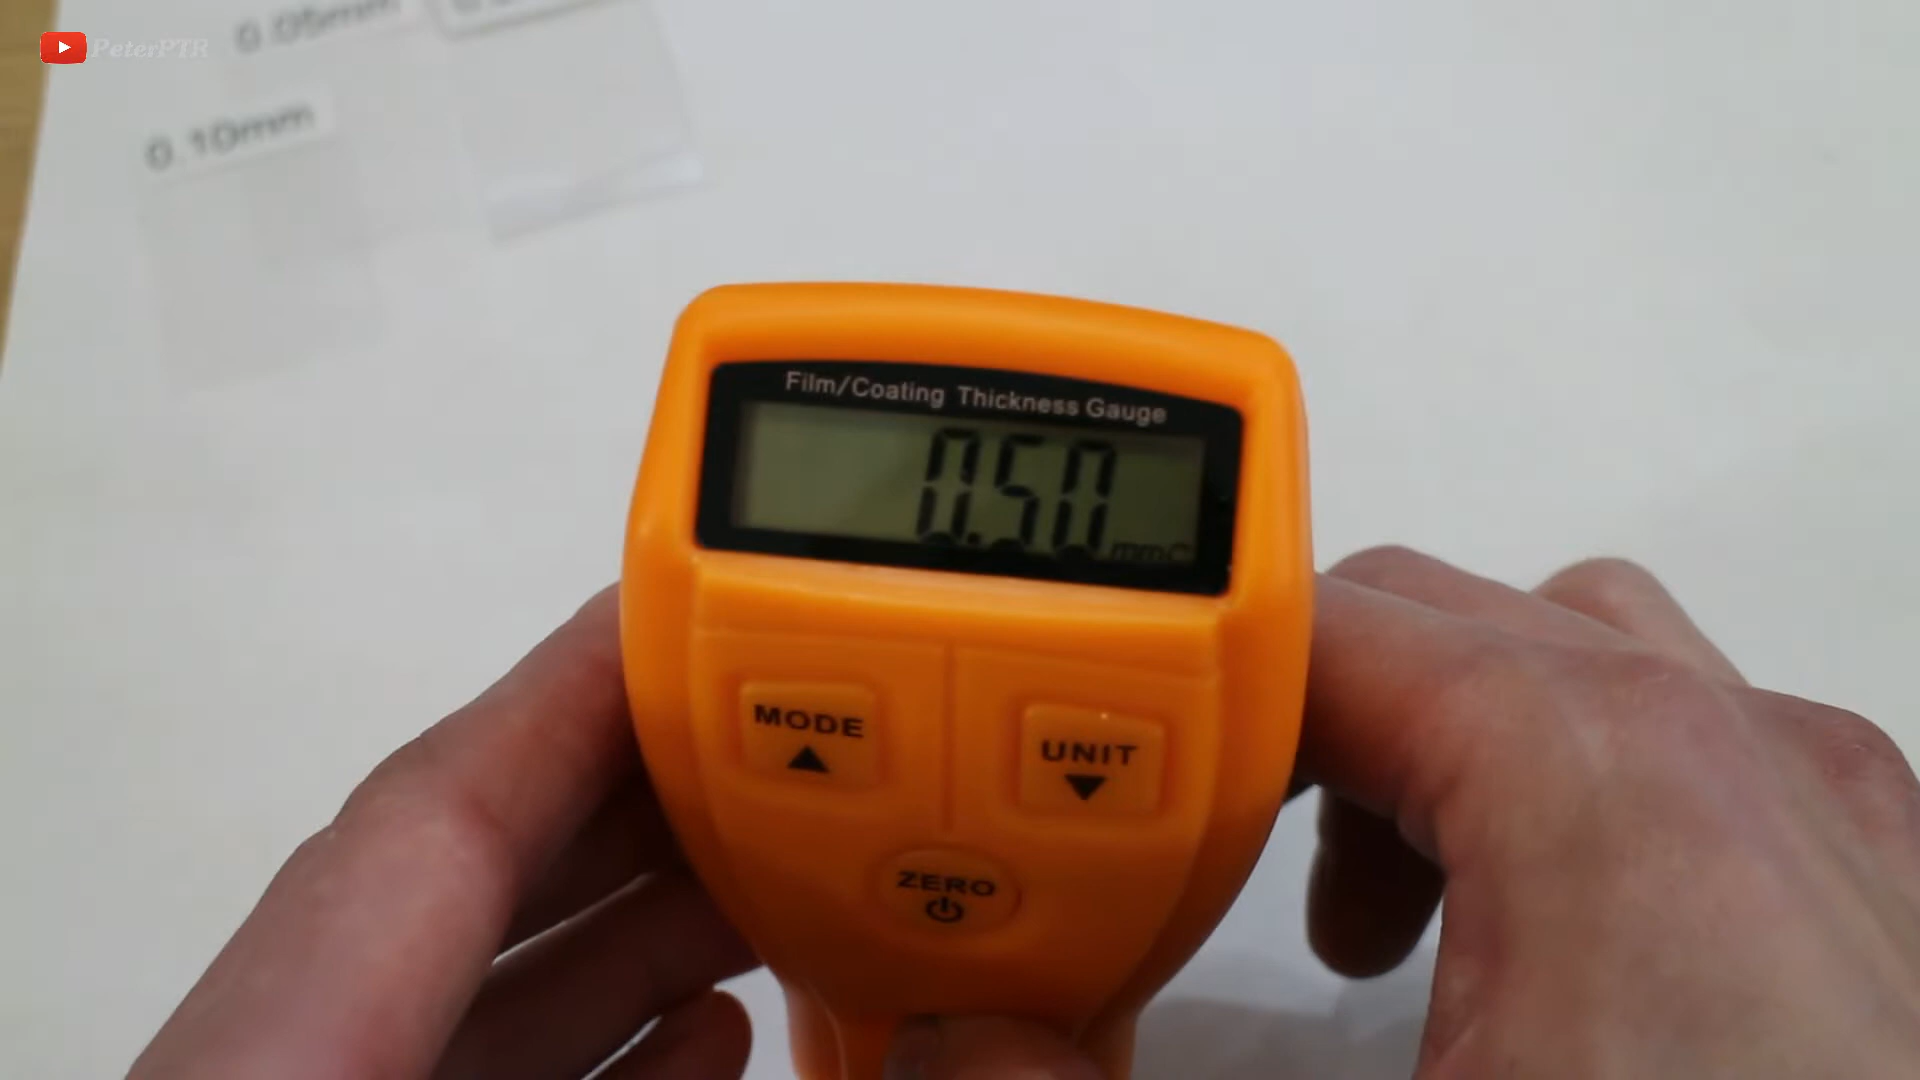 PeterPTR
0.05mm
0.10mm
Film/Coating Thickness Gauge
0.50
mm C
MODE
UNIT
ZERO